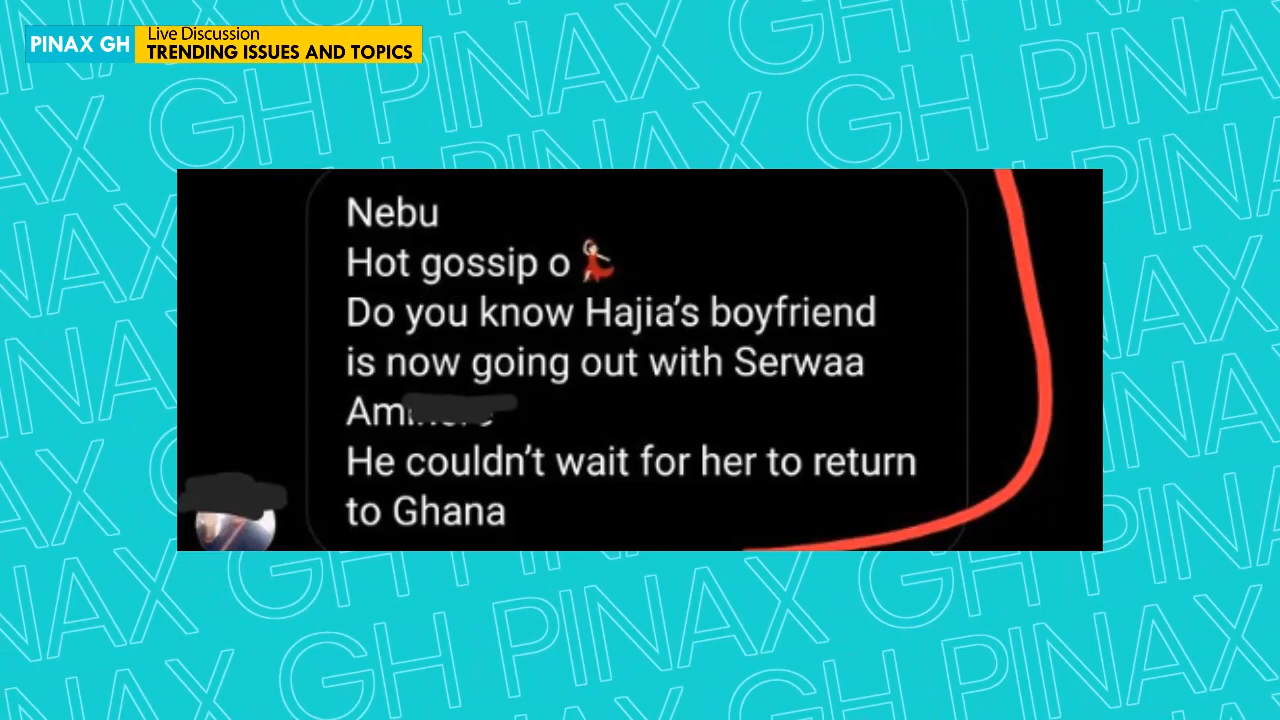 PINAX GH
Live Discussion
TRENDING ISSUES AND TOPICS
Nebu
Hot gossip o💃🏻
Do you know Hajia's boyfriend
is now going out with Serwaa
He couldn't wait for her to return
to Ghana